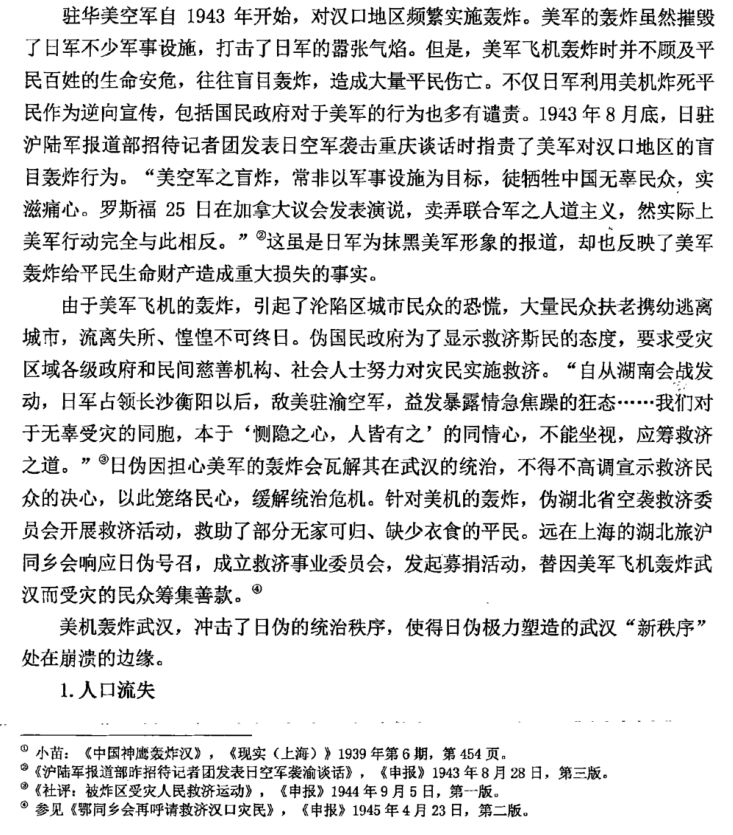 驻华美空军自 1943 年开始，对汉口地区频繁实施轰炸。美军的轰炸虽然摧毁
了日军不少军事设施，打击了日军的嚣张气焰。但是，美军飞机轰炸时并不顾及平
民百姓的生命安危，往往盲目轰炸，造成大量平民伤亡。不仅日军利用美机炸死平
民作为逆向宣传，包括国民政府对于美军的行为也多有谴责。1943 年 8 月底，日驻
沪陆军报道部招待记者团发表日空军袭击重庆谈话时指责了美军对汉口地区的盲
目轰炸行为。“美空军之盲炸，常非以军事设施为目标，徒牺牲中国无辜民众，实
滋痛心。罗斯福 25 日在加拿大议会发表演说，卖弄联合军之人道主义，然实际上
美军行动完全与此相反。”②这虽是日军为抹黑美军形象的报道，却也反映了美军
轰炸给平民生命财产造成重大损失的事实。
由于美军飞机的轰炸，引起了沦陷区城市民众的恐慌，大量民众扶老携幼逃离
城市，流离失所、惶惶不可终日。伪国民政府为了显示救济斯民的态度，要求受灾
区域各级政府和民间慈善机构、社会人士努力对灾民实施救济。“自从湖南会战发
动，日军占领长沙衡阳以后，敌美驻渝空军，益发暴露情急焦躁的狂态……我们对
于无辜受灾的同胞，本于‘恻隐之心，人皆有之’的同情心，不能坐视，应筹救济
之道。”③日伪因担心美军的轰炸会瓦解其在武汉的统治，不得不高调宣示救济民
众的决心，以此笼络民心，缓解统治危机。针对美机的轰炸，伪湖北省空袭救济委
员会开展救济活动，救助了部分无家可归、缺少衣食的平民。远在上海的湖北旅沪
同乡会响应日伪号召，成立救济事业委员会，发起募捐活动，替因美军飞机轰炸武
汉而受灾的民众筹集善款。④
美机轰炸武汉，冲击了日伪的统治秩序，使得日伪极力塑造的武汉“新秩序”
处在崩溃的边缘。
1. 人口流失
① 小苗：《中国神鹰轰炸汉》，《现实（上海）》1939 年第 6 期，第 454 页。
②《沪陆军报道部昨招待记者团发表日空军袭渝谈话》，《申报》1943 年 8 月 28 日，第三版。
③《社评：被炸区受灾人民救济运动》，《申报》1944 年 9 月 5 日，第一版。
④ 参见《鄂同乡会再呼请救济汉口灾民》，《申报》1945 年 4 月 23 日，第二版。